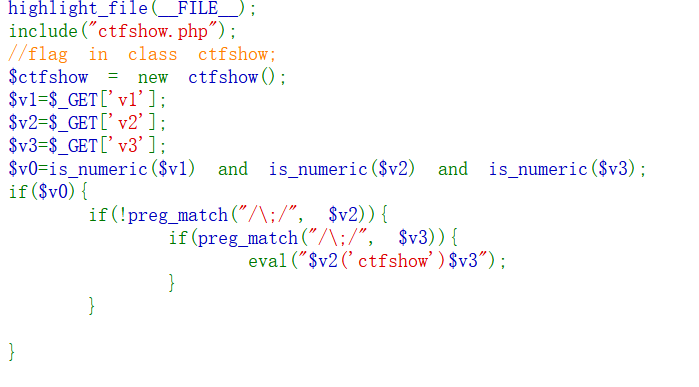 highlight_file(__FILE__);
include("ctfshow.php");
//flag in class ctfshow;
$ctfshow = new ctfshow();
$v1=$_GET['v1'];
$v2=$_GET['v2'];
$v3=$_GET['v3'];
$v0=is_numeric($v1) and is_numeric($v2) and is_numeric($v3);
if($v0){
if(!preg_match("/\;/", $v2)){
if(preg_match("/\;/", $v3)){
eval("$v2('ctfshow')$v3");
}
}
}